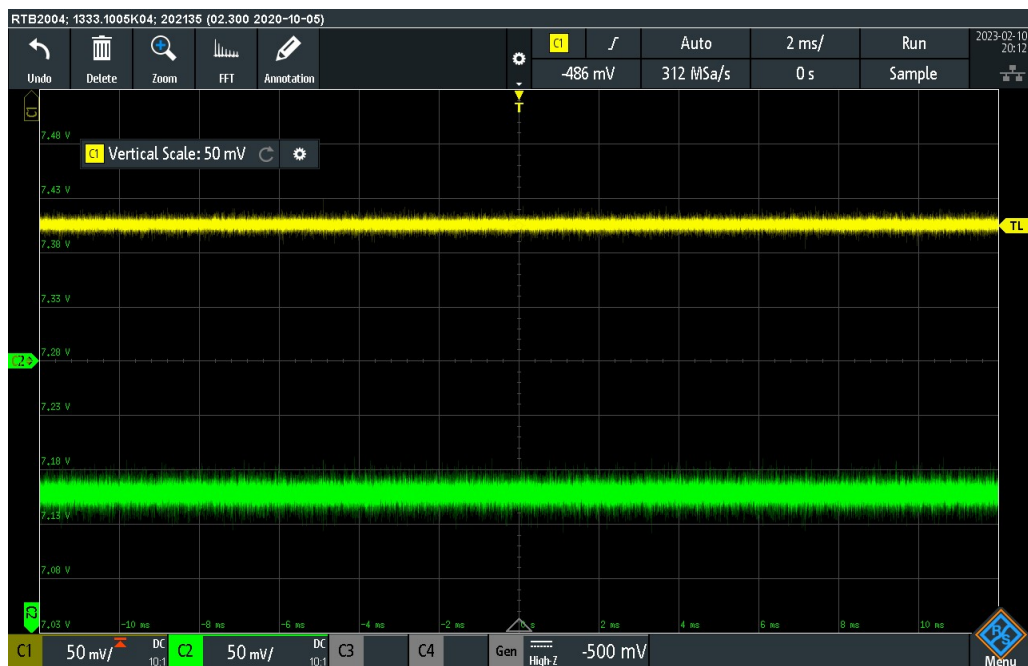 RTB2004; 1333.1005K04; 202135 (02.300 2020-10-05)
Undo
Delete
Zoom
FFT
Annotation
C1
Auto
2 ms/
Run
2023-02-10
20:12
-486 mV
312 MSa/s
0 s
Sample
C1
T
7.48 V
C1 Vertical Scale: 50 mV
7.43 V
TL
7.38 V
7.33 V
C2
7.28 V
7.23 V
7.18 V
7.13 V
7.08 V
C2
7.03 V
-10 ms
-8 ms
-6 ms
-4 ms
-2 ms
0 s
2 ms
4 ms
6 ms
8 ms
10 ms
C1
50 mV/
DC
10:1
C2
50 mV/
DC
10:1
C3
C4
Gen
High-Z
-500 mV
R&S
Menu